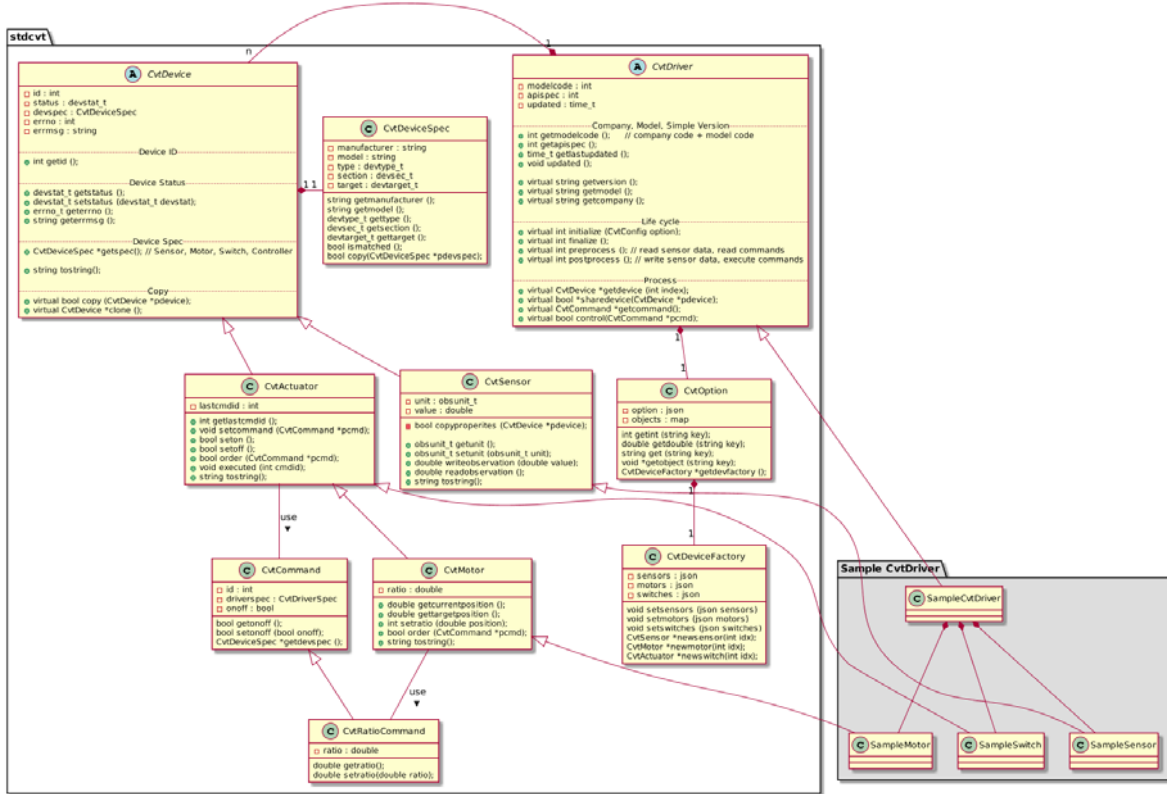 stdcvt
n
1
A CvtDevice
id : int
status : devstat_t
devspec : CvtDeviceSpec
errno : int
errmsg : string
Device ID
int getid ();
Device Status
devstat_t getstatus ();
devstat_t setstatus (devstat_t devstat);
errno_t geterrno ();
string geterrmsg ();
Device Spec
CvtDeviceSpec *getspec(); // Sensor, Motor, Switch, Controller
string tostring();
Copy
virtual bool copy (CvtDevice *pdevice);
virtual CvtDevice *clone ();
1 1
C CvtDeviceSpec
manufacturer : string
model : string
type : devtype_t
section : devsec_t
target : devtarget_t
string getmanufacturer ();
string getmodel ();
devtype_t gettype ();
devsec_t getsection ();
devtarget_t gettarget ();
bool ismatched ();
bool copy(CvtDeviceSpec *pdevspec);
A CvtDriver
modelcode : int
apispec : int
updated : time_t
Company, Model, Simple Version
int getmodelcode (); // company code + model code
int getapispec ();
time_t getlastupdated ();
void updated ();
virtual string getversion ();
virtual string getmodel ();
virtual string getcompany ();
Life cycle
virtual int initialize (CvtConfig option);
virtual int finalize ();
virtual int preprocess (); // read sensor data, read commands
virtual int postprocess (); // write sensor data, execute commands
Process
virtual CvtDevice *getdevice (int index);
virtual bool *sharedevice(CvtDevice *pdevice);
virtual CvtCommand *getcommand();
virtual bool control(CvtCommand *pcmd);
1
1
C CvtActuator
lastcmdid : int
int getlastcmdid ();
void setcommand (CvtCommand *pcmd);
bool seton ();
bool setoff ();
bool order (CvtCommand *pcmd);
void executed (int cmdid);
string tostring();
C CvtSensor
unit : obsunit_t
value : double
bool copyproperites (CvtDevice *pdevice);
obsunit_t getunit ();
obsunit_t setunit (obsunit_t unit);
double writeobservation (double value);
double readobservation ();
string tostring();
C CvtOption
option : json
objects : map
int getint (string key);
double getdouble (string key);
string get (string key);
void *getobject (string key);
CvtDeviceFactory *getdevfactory ();
1
1
use
C CvtCommand
id : int
driverspec : CvtDriverSpec
onoff : bool
bool getonoff ();
bool setonoff (bool onoff);
CvtDeviceSpec *getdevspec ();
C CvtMotor
ratio : double
double getcurrentposition ();
double gettargetposition ();
int setratio (double position);
bool order (CvtCommand *pcmd);
string tostring();
C CvtDeviceFactory
sensors : json
motors : json
switches : json
void setsensors (json sensors)
void setmotors (json motors)
void setswitches (json switches)
CvtSensor *newsensor(int idx);
CvtMotor *newmotor(int idx);
CvtActuator *newswitch(int idx);
use
C CvtRatioCommand
ratio : double
double getratio();
double setratio(double ratio);
Sample CvtDriver
C SampleCvtDriver
C SampleMotor
C SampleSwitch
C SampleSensor